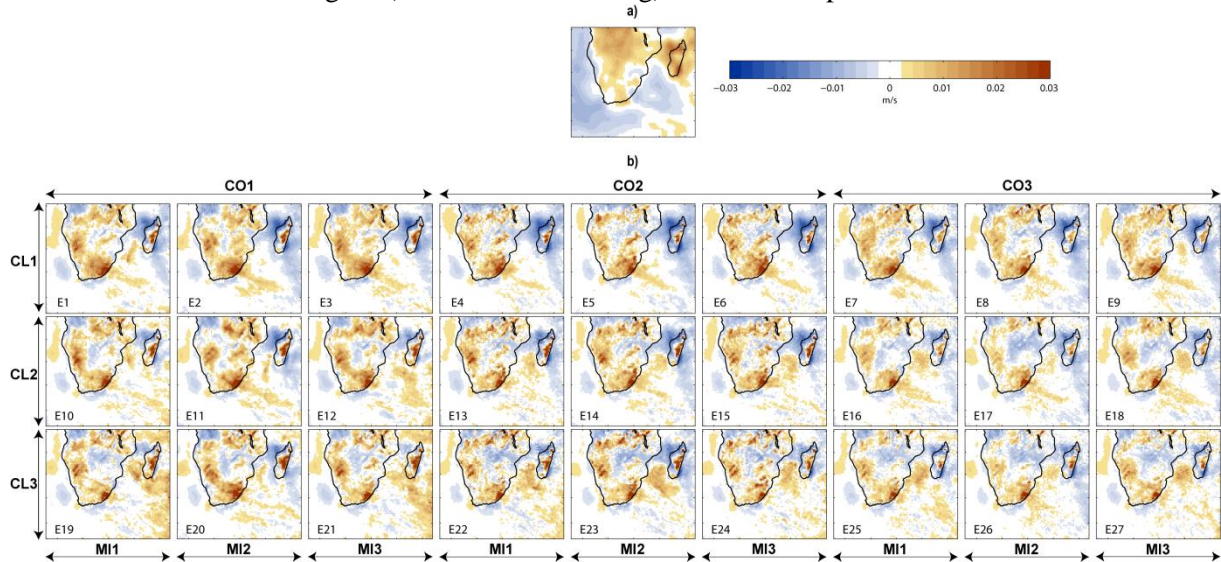 a)
−0.03 −0.02 −0.01 0 0.01 0.02 0.03
m/s
b)
CO1 CO2 CO3
CL1
E1 E2 E3 E4 E5 E6 E7 E8 E9
CL2
E10 E11 E12 E13 E14 E15 E16 E17 E18
CL3
E19 E20 E21 E22 E23 E24 E25 E26 E27
MI1 MI2 MI3 MI1 MI2 MI3 MI1 MI2 MI3